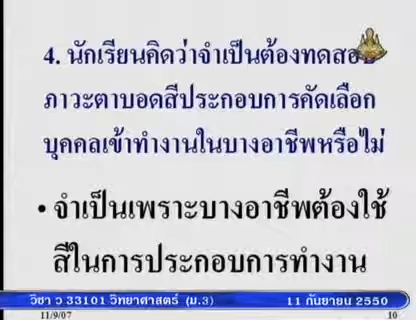 4. นักเรียนคิดว่าจำเป็นต้องทดสอบ
ภาวะตาบอดสีประกอบการคัดเลือก
บุคคลเข้าทำงานในบางอาชีพหรือไม่
• จำเป็นเพราะบางอาชีพต้องใช้
สีในการประกอบการทำงาน
วิชา ว 33101 วิทยาศาสตร์ (ม.3) 11 กันยายน 2550
11/9/07 10